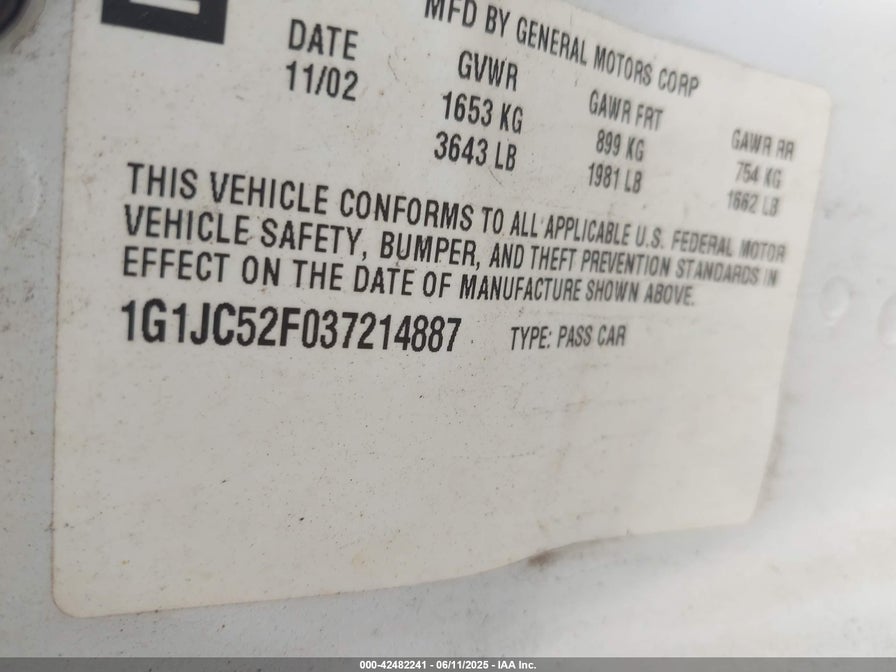 MFD BY GENERAL MOTORS CORP
DATE GVWR GAWR FRT GAWR RR
11/02 1653 KG 899 KG 754 KG
3643 LB 1981 LB 1662 LB
THIS VEHICLE CONFORMS TO ALL APPLICABLE U.S. FEDERAL MOTOR
VEHICLE SAFETY, BUMPER, AND THEFT PREVENTION STANDARDS IN
EFFECT ON THE DATE OF MANUFACTURE SHOWN ABOVE.
1G1JC52F037214887 TYPE: PASS CAR
000-42482241 - 06/11/2025 - IAA Inc.